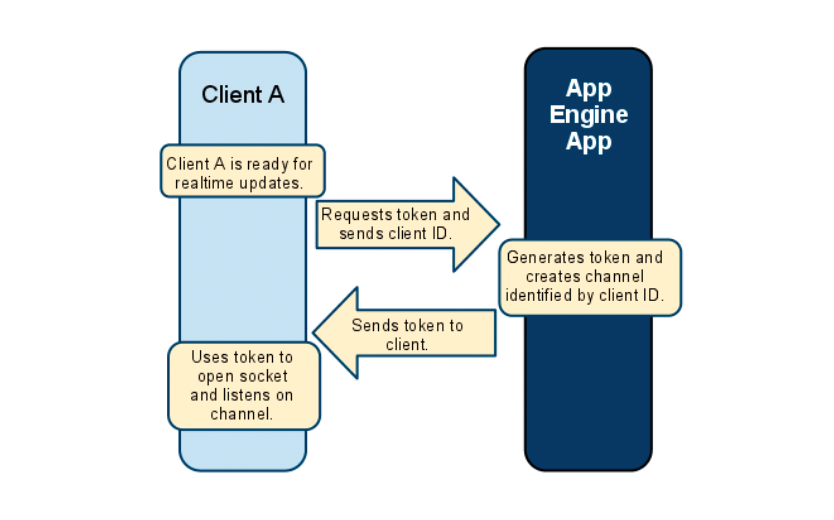 Client A
App
Engine
App
Client A is ready for
realtime updates.
Requests token and
sends client ID.
Generates token and
creates channel
identified by client ID.
Sends token to
client.
Uses token to
open socket
and listens on
channel.